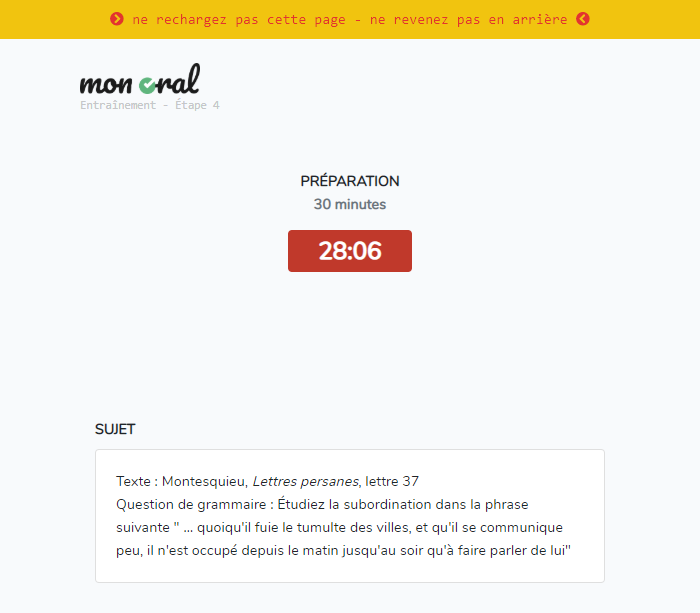 ne rechargez pas cette page - ne revenez pas en arrière
mon oral
Entraînement - Étape 4
PRÉPARATION
30 minutes
28:06
SUJET
Texte : Montesquieu, Lettres persanes, lettre 37
Question de grammaire : Étudiez la subordination dans la phrase
suivante " ... quoiqu'il fuie le tumulte des villes, et qu'il se communique
peu, il n'est occupé depuis le matin jusqu'au soir qu'à faire parler de lui"